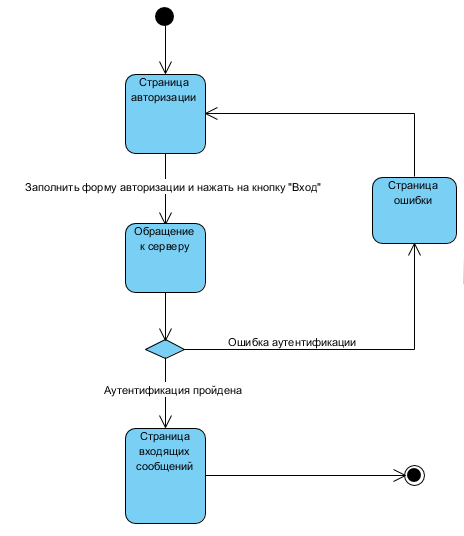 Страница
авторизации
Заполнить форму авторизации и нажать на кнопку "Вход"
Страница
ошибки
Обращение
к серверу
Ошибка аутентификации
Аутентификация пройдена
Страница
входящих
сообщений